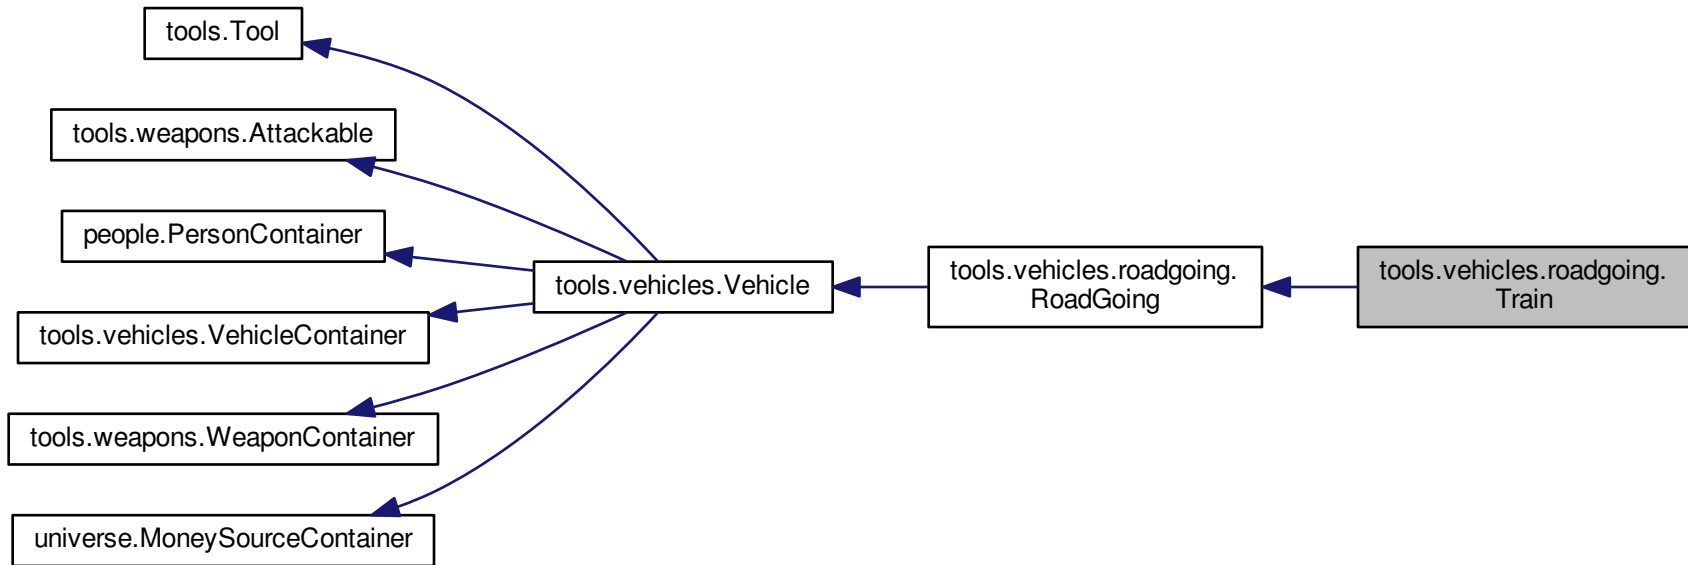 tools.Tool
tools.weapons.Attackable
people.PersonContainer
tools.vehicles.VehicleContainer
tools.weapons.WeaponContainer
universe.MoneySourceContainer
tools.vehicles.Vehicle
tools.vehicles.roadgoing.
RoadGoing
tools.vehicles.roadgoing.
Train